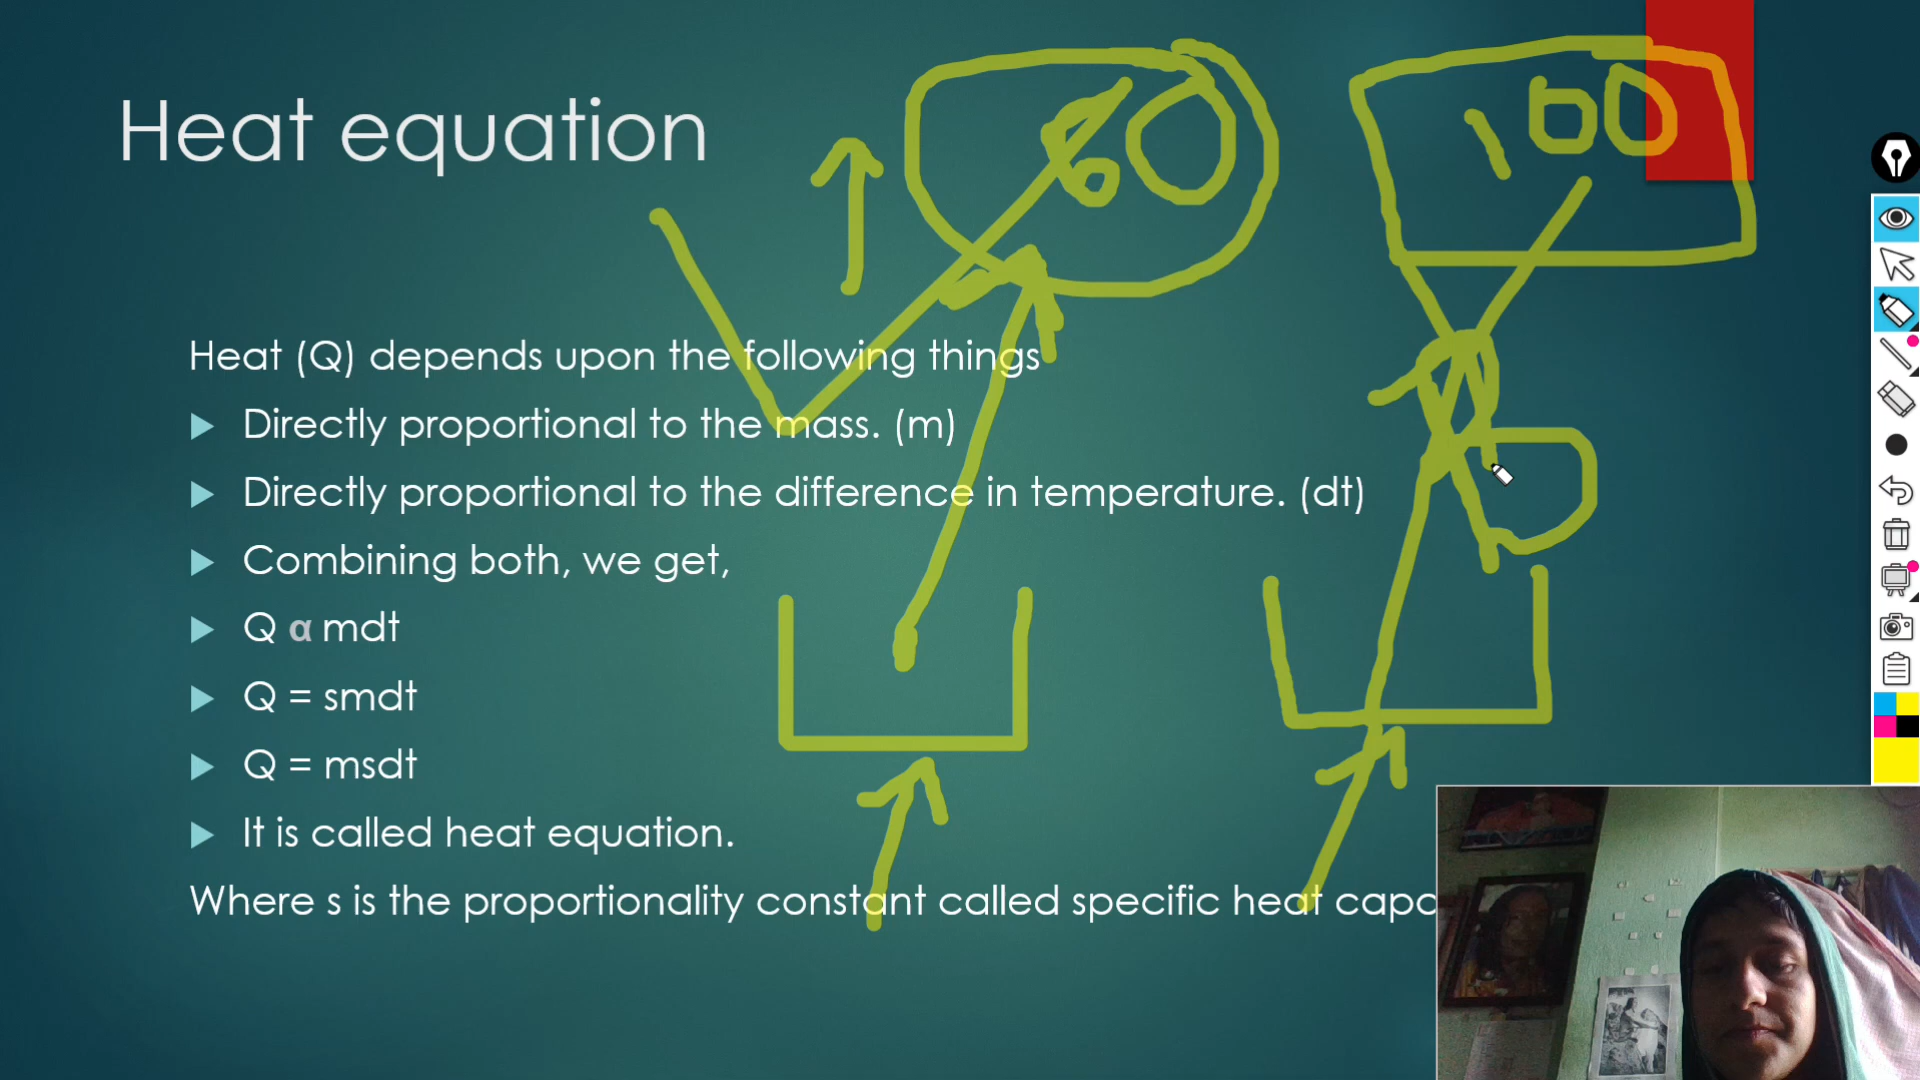 Heat equation
60
100
Heat (Q) depends upon the following things
Directly proportional to the mass. (m)
Directly proportional to the difference in temperature. (dt)
Combining both, we get,
Q α mdt
Q = smdt
Q = msdt
It is called heat equation.
Where s is the proportionality constant called specific heat